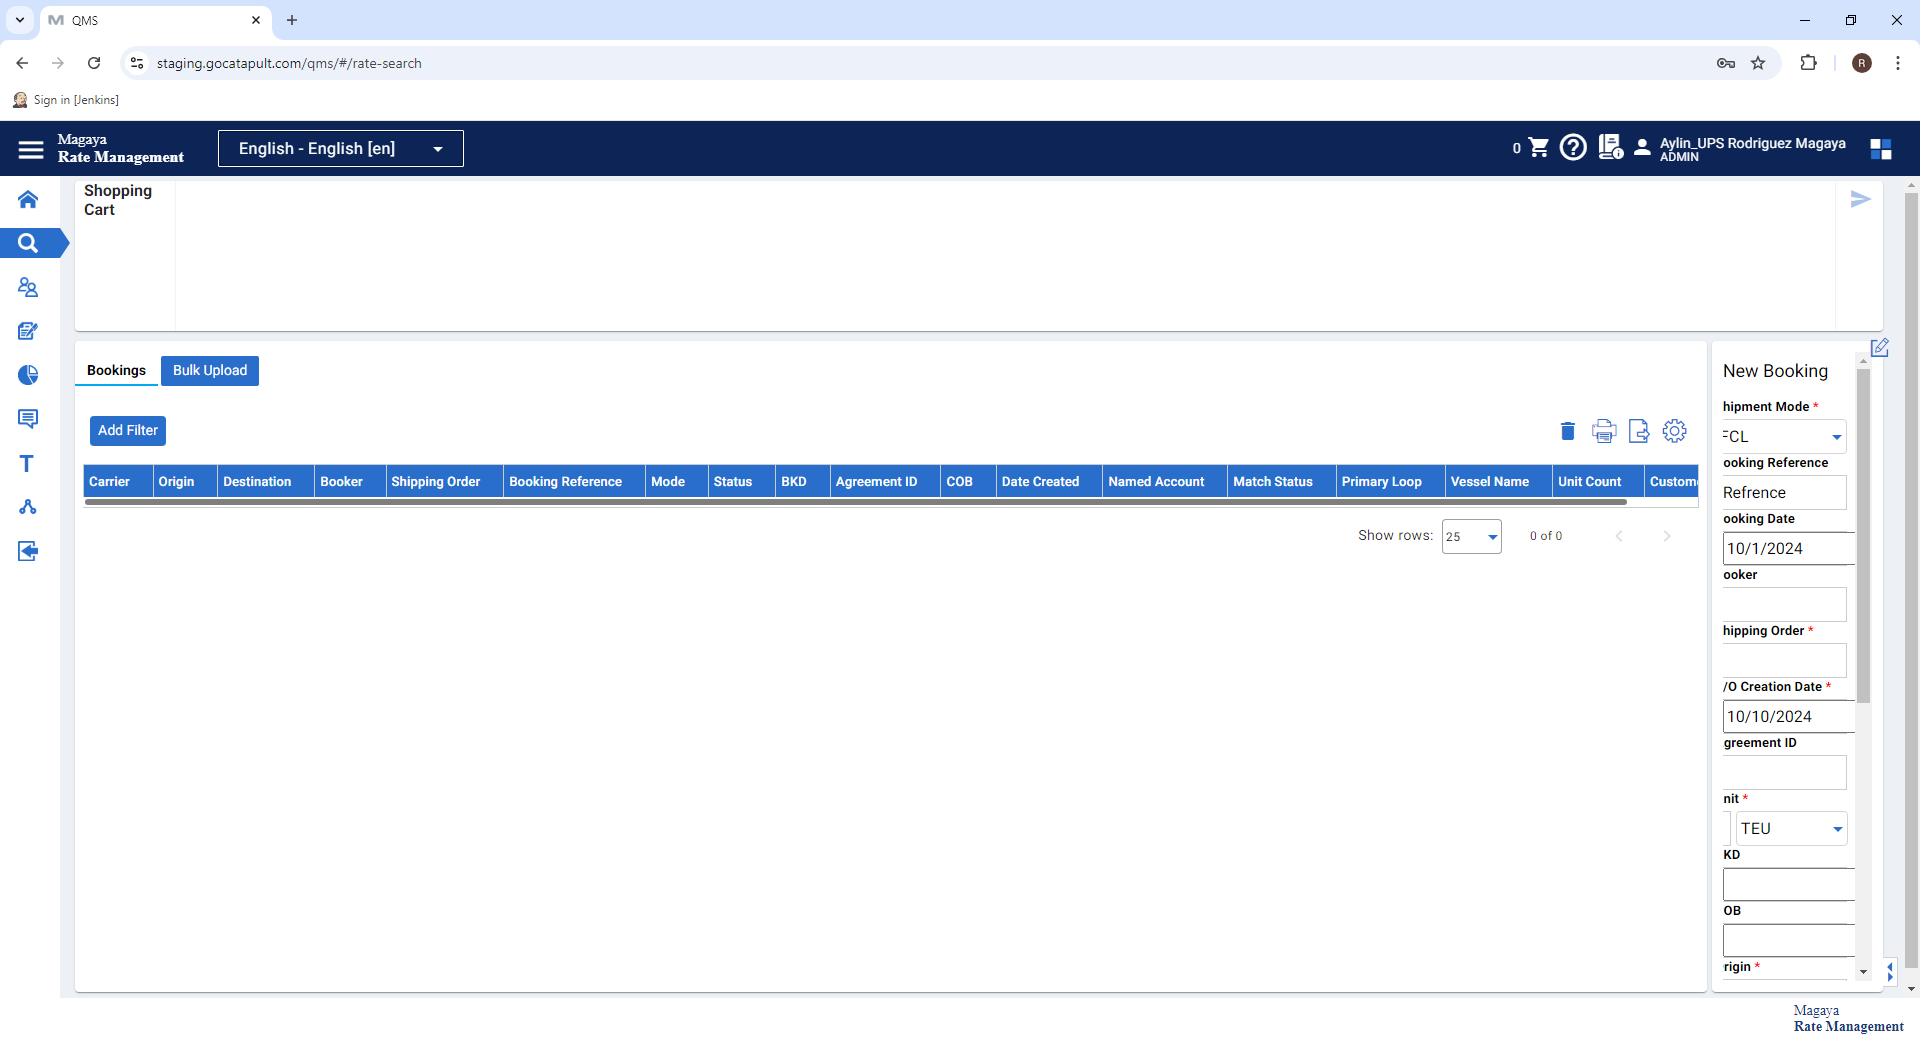 QMS
staging.gocatapult.com/qms/#/rate-search
R
Sign in [Jenkins]
Magaya
Rate Management
English - English [en]
0
Aylin_UPS Rodriguez Magaya
ADMIN
Shopping
Cart
Bookings
Bulk Upload
Add Filter
Carrier Origin Destination Booker Shipping Order Booking Reference Mode Status BKD Agreement ID COB Date Created Named Account Match Status Primary Loop Vessel Name Unit Count Custome
Show rows: 25 0 of 0
New Booking
hipment Mode *
FCL
ooking Reference
Refrence
ooking Date
10/1/2024
ooker
hipping Order *
/O Creation Date *
10/10/2024
greement ID
nit *
TEU
KD
OB
rigin *
T
Magaya
Rate Management